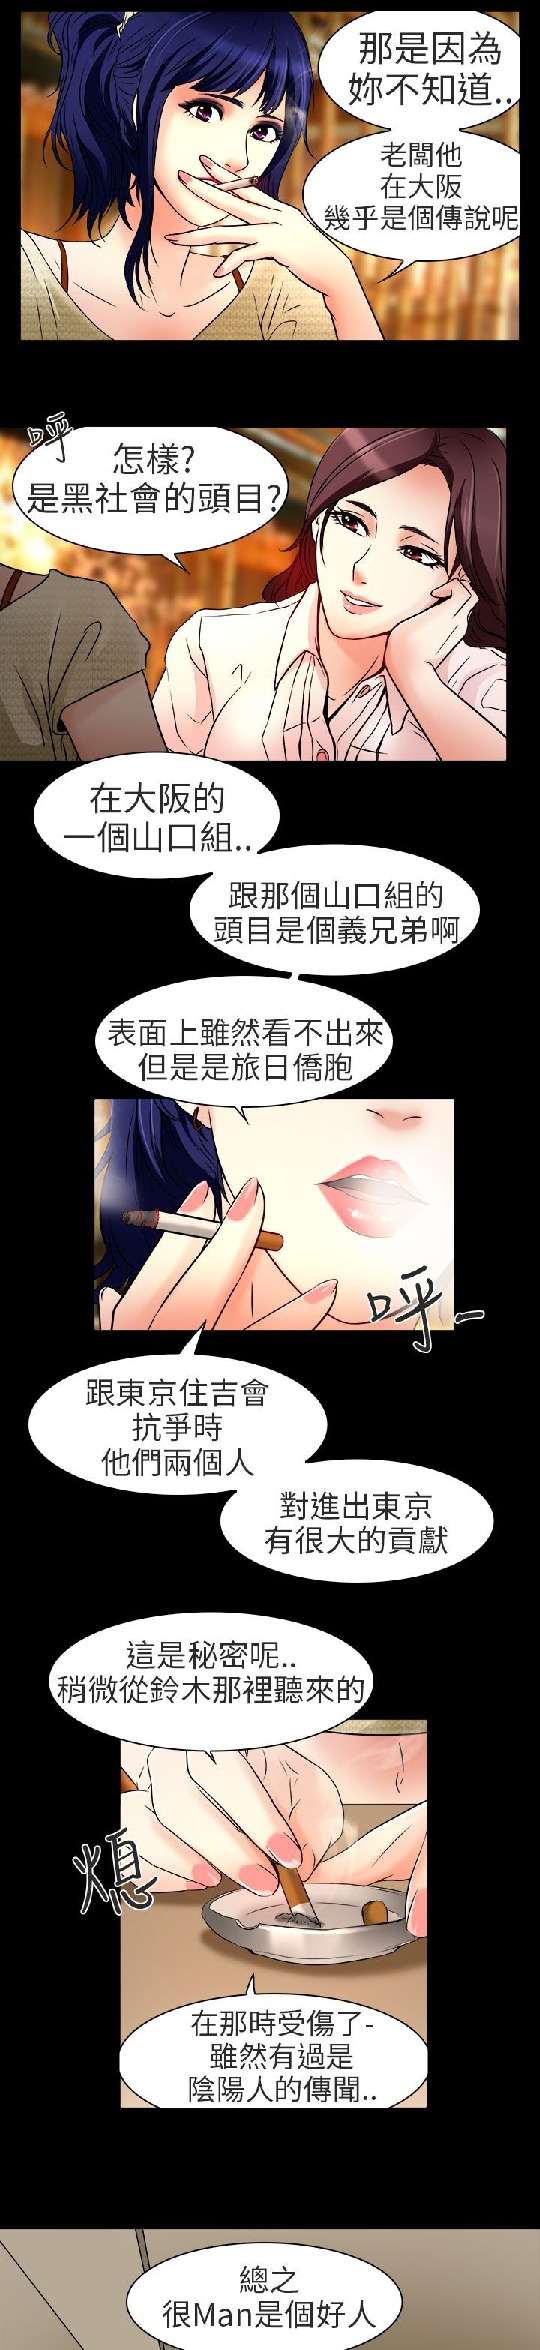 那是因為
妳不知道..
老闆他
在大阪
幾乎是個傳說呢
呼
怎樣?
是黑社會的頭目?
在大阪的
一個山口組..
跟那個山口組的
頭目是個義兄弟啊
表面上雖然看不出來
但是是旅日僑胞
呼-
跟東京住吉會
抗爭時
他們兩個人
對進出東京
有很大的貢獻
這是秘密呢..
稍微從鈴木那裡聽來的
熄
在那時受傷了-
雖然有過是
陰陽人的傳聞..
總之
很Man是個好人